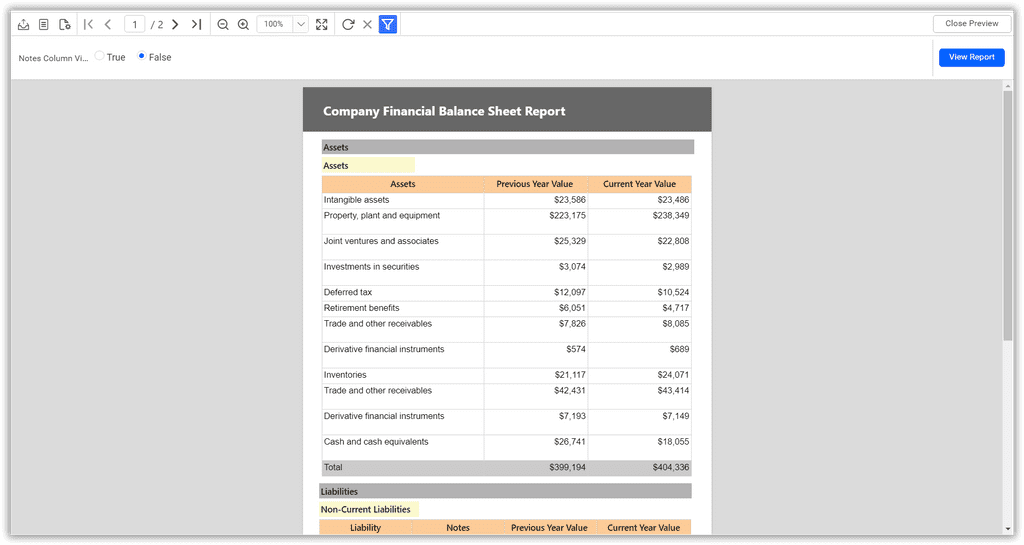 1 / 2 100% Close Preview
Notes Column Vi... True False View Report
Company Financial Balance Sheet Report
Assets
Assets
Assets Previous Year Value Current Year Value
Intangible assets $23,586 $23,486
Property, plant and equipment $223,175 $238,349
Joint ventures and associates $25,329 $22,808
Investments in securities $3,074 $2,989
Deferred tax $12,097 $10,524
Retirement benefits $6,051 $4,717
Trade and other receivables $7,826 $8,085
Derivative financial instruments $574 $689
Inventories $21,117 $24,071
Trade and other receivables $42,431 $43,414
Derivative financial instruments $7,193 $7,149
Cash and cash equivalents $26,741 $18,055
Total $399,194 $404,336
Liabilities
Non-Current Liabilities
Liability Notes Previous Year Value Current Year Value